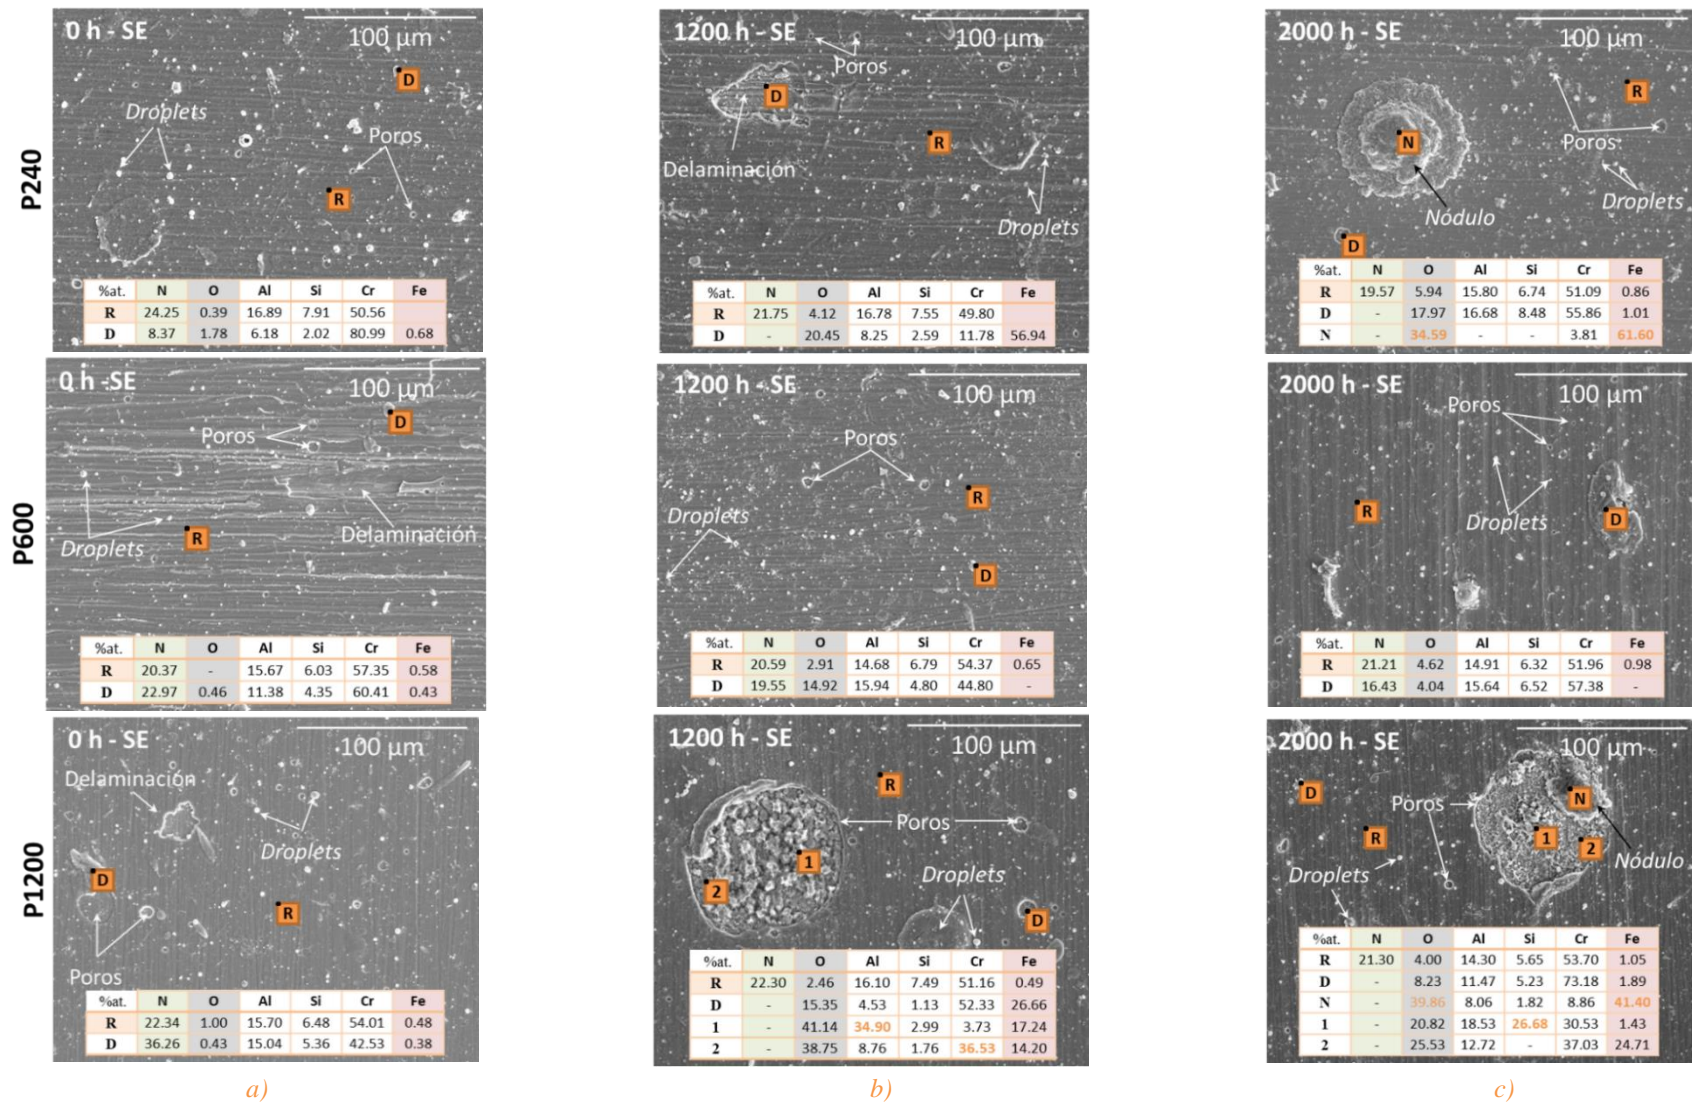 P240
0 h - SE
100 µm
D
Droplets
Poros
R
%at. N O Al Si Cr Fe
R 24.25 0.39 16.89 7.91 50.56
D 8.37 1.78 6.18 2.02 80.99 0.68
1200 h - SE
100 µm
Poros
D
R
Delaminación
Droplets
%at. N O Al Si Cr Fe
R 21.75 4.12 16.78 7.55 49.80
D - 20.45 8.25 2.59 11.78 56.94
2000 h - SE
100 µm
R
N
Poros
Droplets
Nódulo
D
%at. N O Al Si Cr Fe
R 19.57 5.94 15.80 6.74 51.09 0.86
D - 17.97 16.68 8.48 55.86 1.01
N - 34.59 - - 3.81 61.60
P600
0 h -SE
100 µm
D
Poros
Delaminación
Droplets
R
%at. N O Al Si Cr Fe
R 20.37 - 15.67 6.03 57.35 0.58
D 22.97 0.46 11.38 4.35 60.41 0.43
1200 h - SE
100 µm
Poros
R
Droplets
D
%at. N O Al Si Cr Fe
R 20.59 2.91 14.68 6.79 54.37 0.65
D 19.55 14.92 15.94 4.80 44.80 -
2000 h - SE
100 µm
Poros
R
Droplets
D
%at. N O Al Si Cr Fe
R 21.21 4.62 14.91 6.32 51.96 0.98
D 16.43 4.04 15.64 6.52 57.38 -
P1200
0 h - SE
100 µm
Delaminación
Droplets
D
R
Poros
%at. N O Al Si Cr Fe
R 22.34 1.00 15.70 6.48 54.01 0.48
D 36.26 0.43 15.04 5.36 42.53 0.38
1200 h - SE
100 µm
R
Poros
1
2
Droplets
D
%at. N O Al Si Cr Fe
R 22.30 2.46 16.10 7.49 51.16 0.49
D - 15.35 4.53 1.13 52.33 26.66
1 - 41.14 34.90 2.99 3.73 17.24
2 - 38.75 8.76 1.76 36.53 14.20
2000 h - SE
100 µm
D
Poros
N
R
1
2
Nódulo
Droplets
%at. N O Al Si Cr Fe
R 21.30 4.00 14.30 5.65 53.70 1.05
D - 8.23 11.47 5.23 73.18 1.89
N - 39.86 8.06 1.82 8.86 41.40
1 - 20.82 18.53 26.68 30.53 1.43
2 - 25.53 12.72 - 37.03 24.71
a)
b)
c)